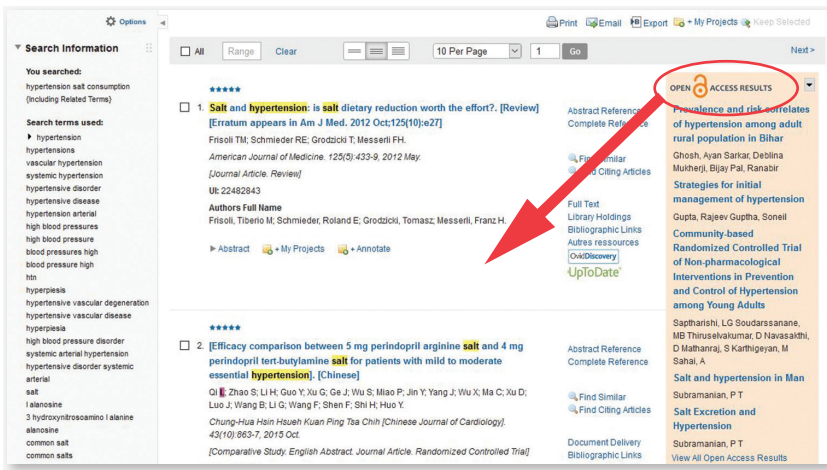 Options
Print Email Export + My Projects Keep Selected
Search Information
You searched:
hypertension salt consumption
(Including Related Terms)
Search terms used:
hypertension
hypertensions
vascular hypertension
systemic hypertension
hypertensive disorder
hypertensive disease
hypertension arterial
high blood pressures
high blood pressure
blood pressures high
blood pressure high
htn
hyperpiesis
hypertensive vascular degeneration
hypertensive vascular disease
hyperpiesia
high blood pressure disorder
systemic arterial hypertension
hypertensive disorder systemic
arterial
salt
l alanosine
3 hydroxynitrosoamino l alanine
alanosine
common salt
common salts
All Range Clear 10 Per Page 1 Go Next >
1. Salt and hypertension: is salt dietary reduction worth the effort?. [Review]
[Erratum appears in Am J Med. 2012 Oct;125(10):e27]
Frisoli TM; Schmieder RE; Grodzicki T; Messerli FH.
American Journal of Medicine. 125(5):433-9, 2012 May.
[Journal Article. Review]
UI: 22482843
Authors Full Name
Frisoli, Tiberio M; Schmieder, Roland E; Grodzicki, Tomasz; Messerli, Franz H.
Abstract + My Projects + Annotate
Abstract Reference
Complete Reference
Find Similar
Find Citing Articles
Full Text
Library Holdings
Bibliographic Links
Autres ressources
OvidDiscovery
UpToDate
2. [Efficacy comparison between 5 mg perindopril arginine salt and 4 mg
perindopril tert-butylamine salt for patients with mild to moderate
essential hypertension]. [Chinese]
Qi L; Zhao S; Li H; Guo Y; Xu G; Ge J; Wu S; Miao P; Jin Y; Yang J; Wu X; Ma C; Xu D;
Luo J; Wang B; Li G; Wang F; Shen F; Shi H; Huo Y.
Chung-Hua Hsin Hsueh Kuan Ping Tsa Chih [Chinese Journal of Cardiology].
43(10):863-7, 2015 Oct.
[Comparative Study. English Abstract. Journal Article. Randomized Controlled Trial]
Abstract Reference
Complete Reference
Find Similar
Find Citing Articles
Document Delivery
Bibliographic Links
OPEN ACCESS RESULTS
Prevalence and risk correlates
of hypertension among adult
rural population in Bihar
Ghosh, Ayan Sarkar, Deblina
Mukherji, Bijay Pal, Ranabir
Strategies for initial
management of hypertension
Gupta, Rajeev Guptha, Soneil
Community-based
Randomized Controlled Trial
of Non-pharmacological
Interventions in Prevention
and Control of Hypertension
among Young Adults
Saptharishi, LG Soudarssanane,
MB Thiruselvakumar, D Navasakthi,
D Mathanraj, S Karthigeyan, M
Sahai, A
Salt and hypertension in Man
Subramanian, P T
Salt Excretion and
Hypertension
Subramanian, P T
View All Open Access Results